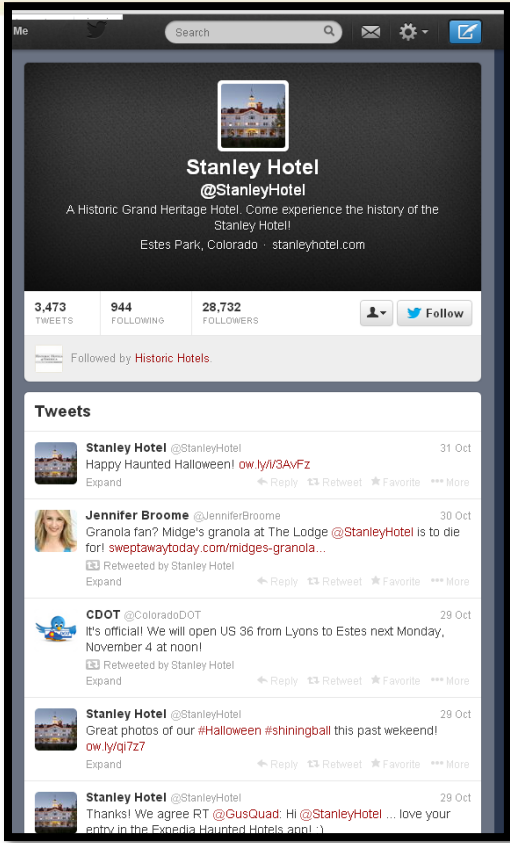 Me
Search
Stanley Hotel
@StanleyHotel
A Historic Grand Heritage Hotel. Come experience the history of the
Stanley Hotel!
Estes Park, Colorado · stanleyhotel.com
3,473 944 28,732
TWEETS FOLLOWING FOLLOWERS
Follow
Followed by Historic Hotels.
Tweets
Stanley Hotel @StanleyHotel 31 Oct
Happy Haunted Halloween! ow.ly/i/3AvFz
Expand Reply Retweet Favorite More
Jennifer Broome @JenniferBroome 30 Oct
Granola fan? Midge's granola at The Lodge @StanleyHotel is to die
for! sweptawaytoday.com/midges-granola...
Retweeted by Stanley Hotel
Expand Reply Retweet Favorite More
CDOT @ColoradoDOT 29 Oct
It's official! We will open US 36 from Lyons to Estes next Monday,
November 4 at noon!
Retweeted by Stanley Hotel
Expand Reply Retweet Favorite More
Stanley Hotel @StanleyHotel 29 Oct
Great photos of our #Halloween #shiningball this past wekeend!
ow.ly/qi7z7
Expand Reply Retweet Favorite More
Stanley Hotel @StanleyHotel 29 Oct
Thanks! We agree RT @GusQuad: Hi @StanleyHotel ... love your
entry in the Expedia Haunted Hotels app! :)